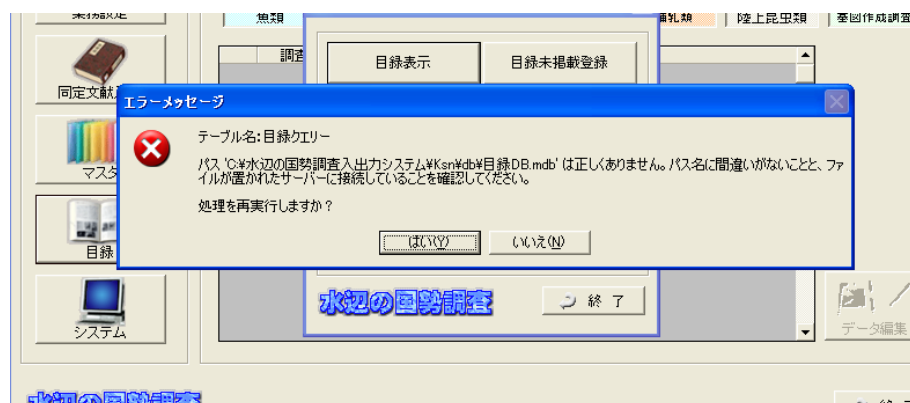 業務設定
魚類
哺乳類
陸上昆虫類
基図作成調査
調査
目録表示
目録未掲載登録
同定文献
エラーメッセージ
テーブル名:目録クエリー
パス 'C:¥水辺の国勢調査入出力システム¥Ksn¥db¥目録DB.mdb' は正しくありません。パス名に間違いがないことと、ファ
イルが置かれたサーバーに接続していることを確認してください。
処理を再実行しますか？
はい(Y)
いいえ(N)
マスタ
目録
水辺の国勢調査
終 了
システム
データ編集
水辺の国勢調査
終 了